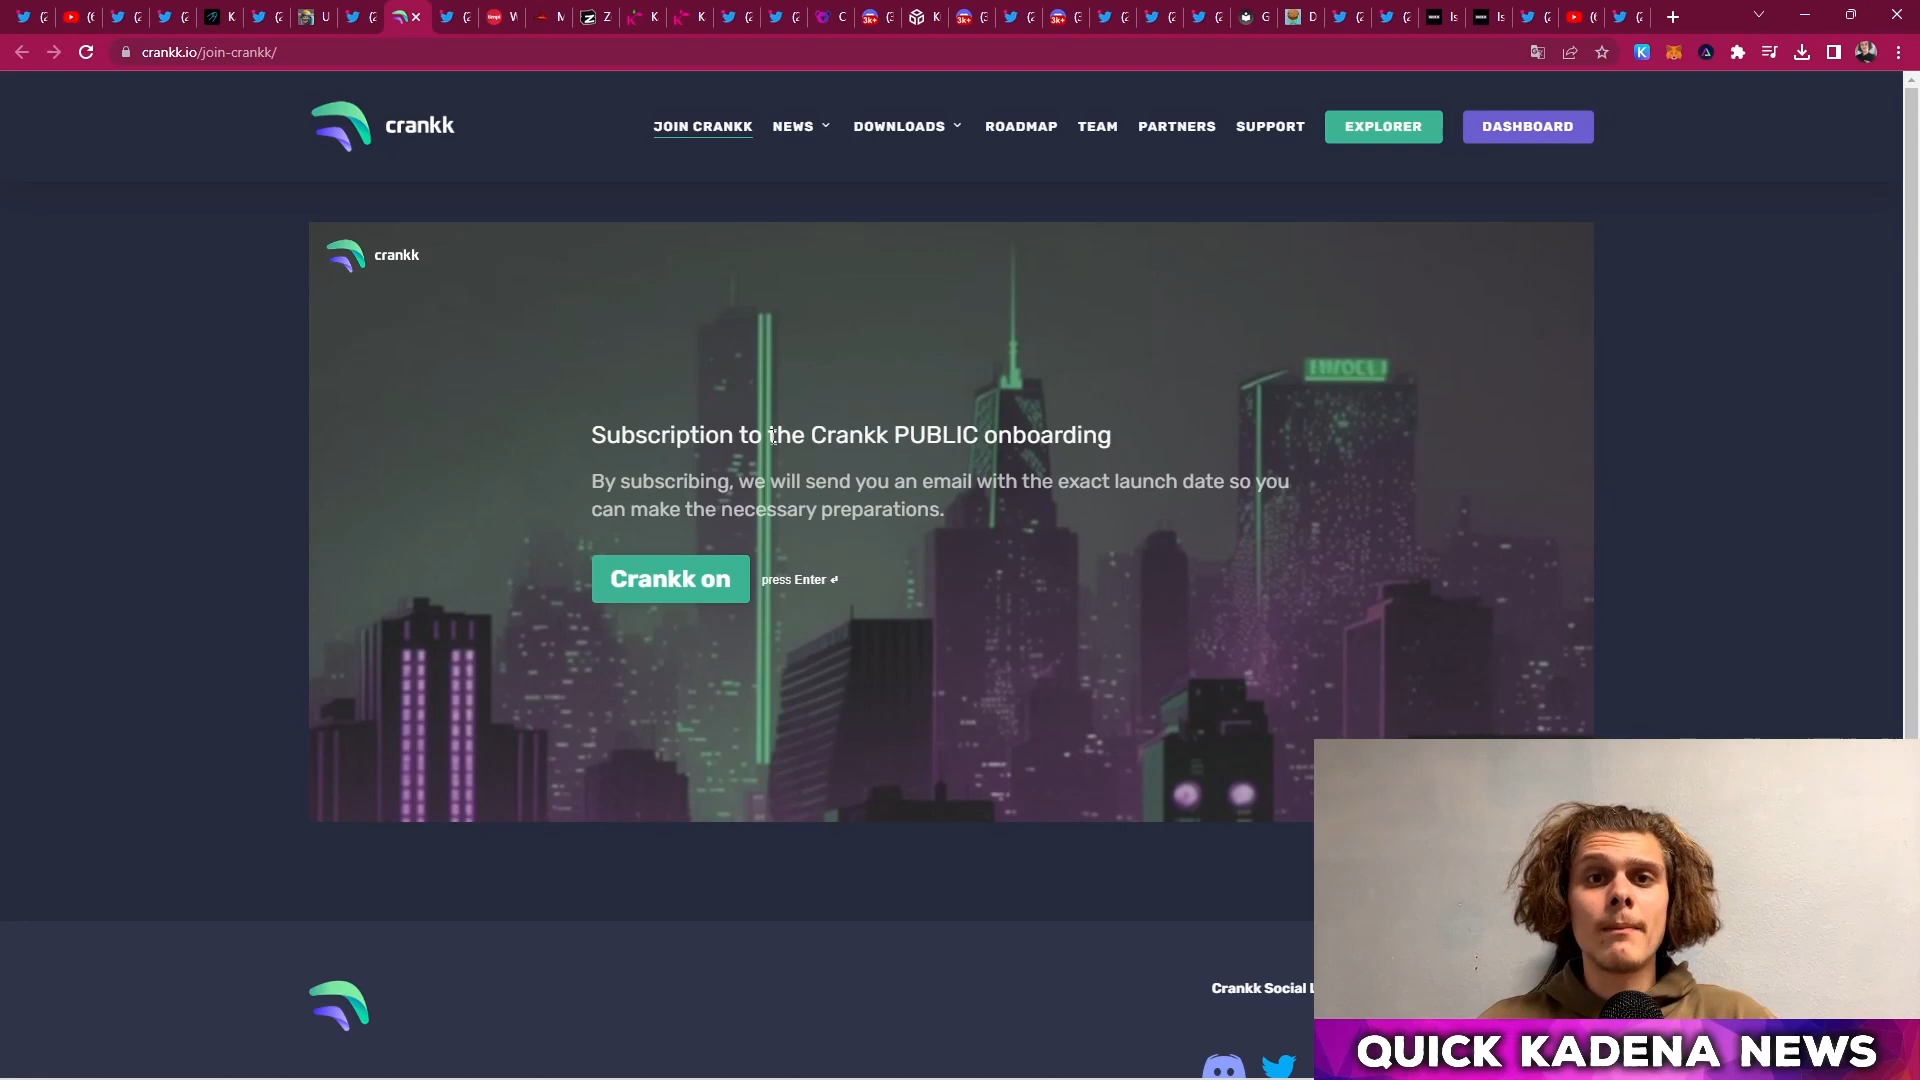 crankk.io/join-crankk/
crankk
JOIN CRANKK
NEWS
DOWNLOADS
ROADMAP
TEAM
PARTNERS
SUPPORT
EXPLORER
DASHBOARD
crankk
Subscription to the Crankk PUBLIC onboarding
By subscribing, we will send you an email with the exact launch date so you
can make the necessary preparations.
Crankk on
press Enter ↵
Crankk Social L
QUICK KADENA NEWS